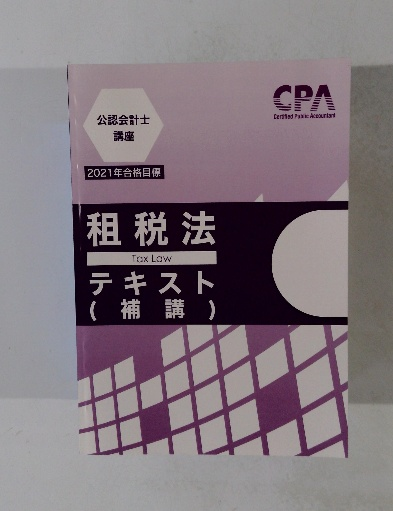 CPA
Certified Public Accountant
公認会計士
講座
2021年合格目標
租税法
Tax Law
テキスト
(補講)